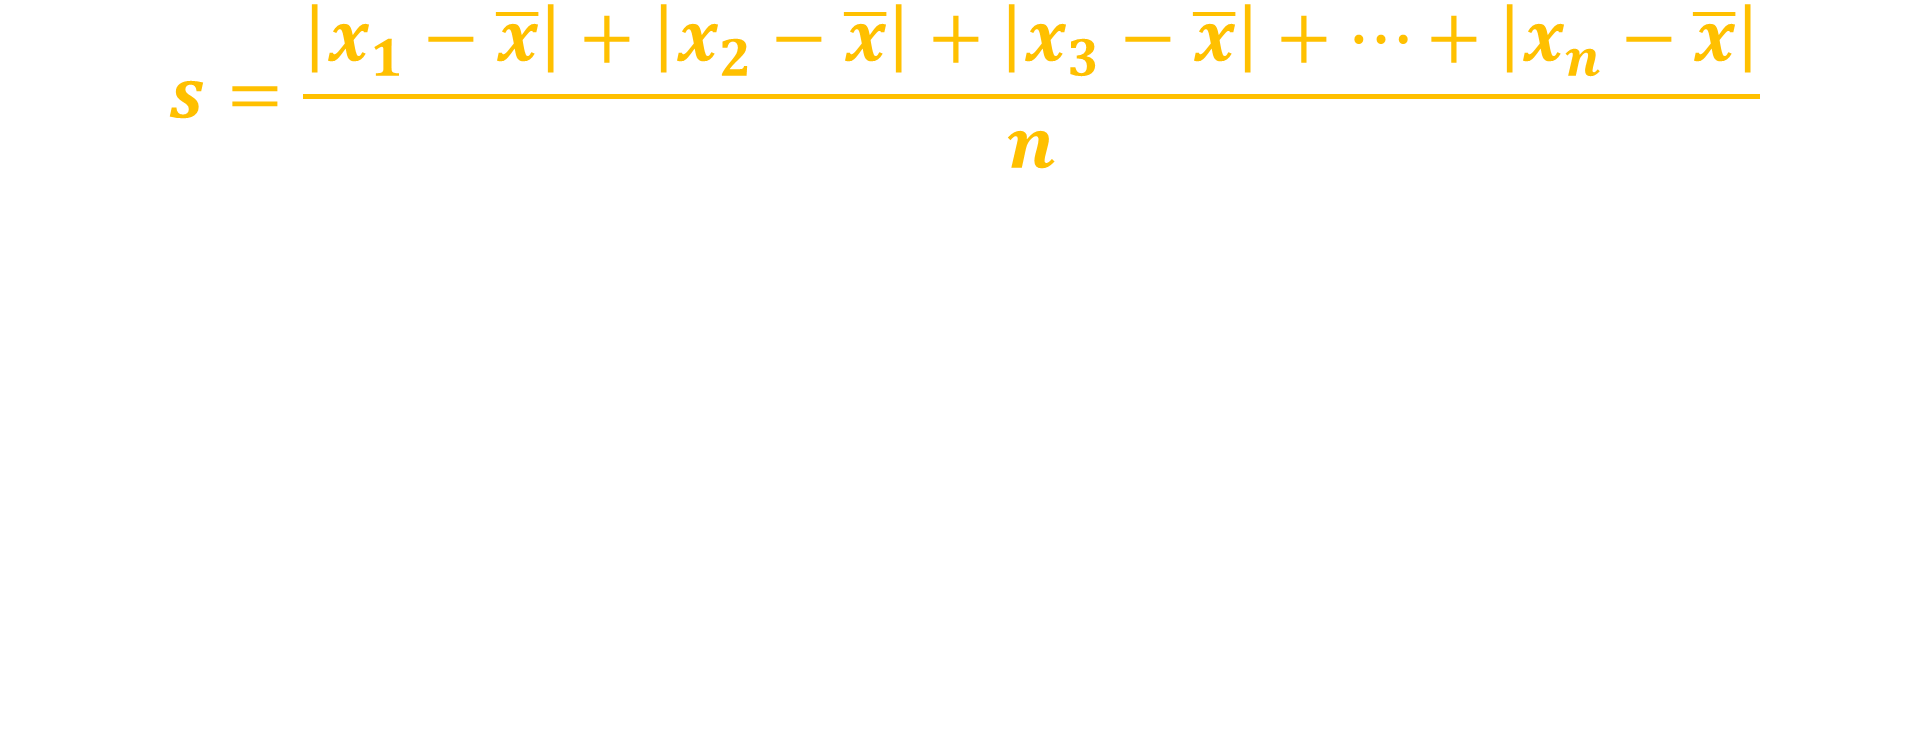 s = (|x₁ − x̅| + |x₂ − x̅| + |x₃ − x̅| + ⋯ + |xₙ − x̅|) / n